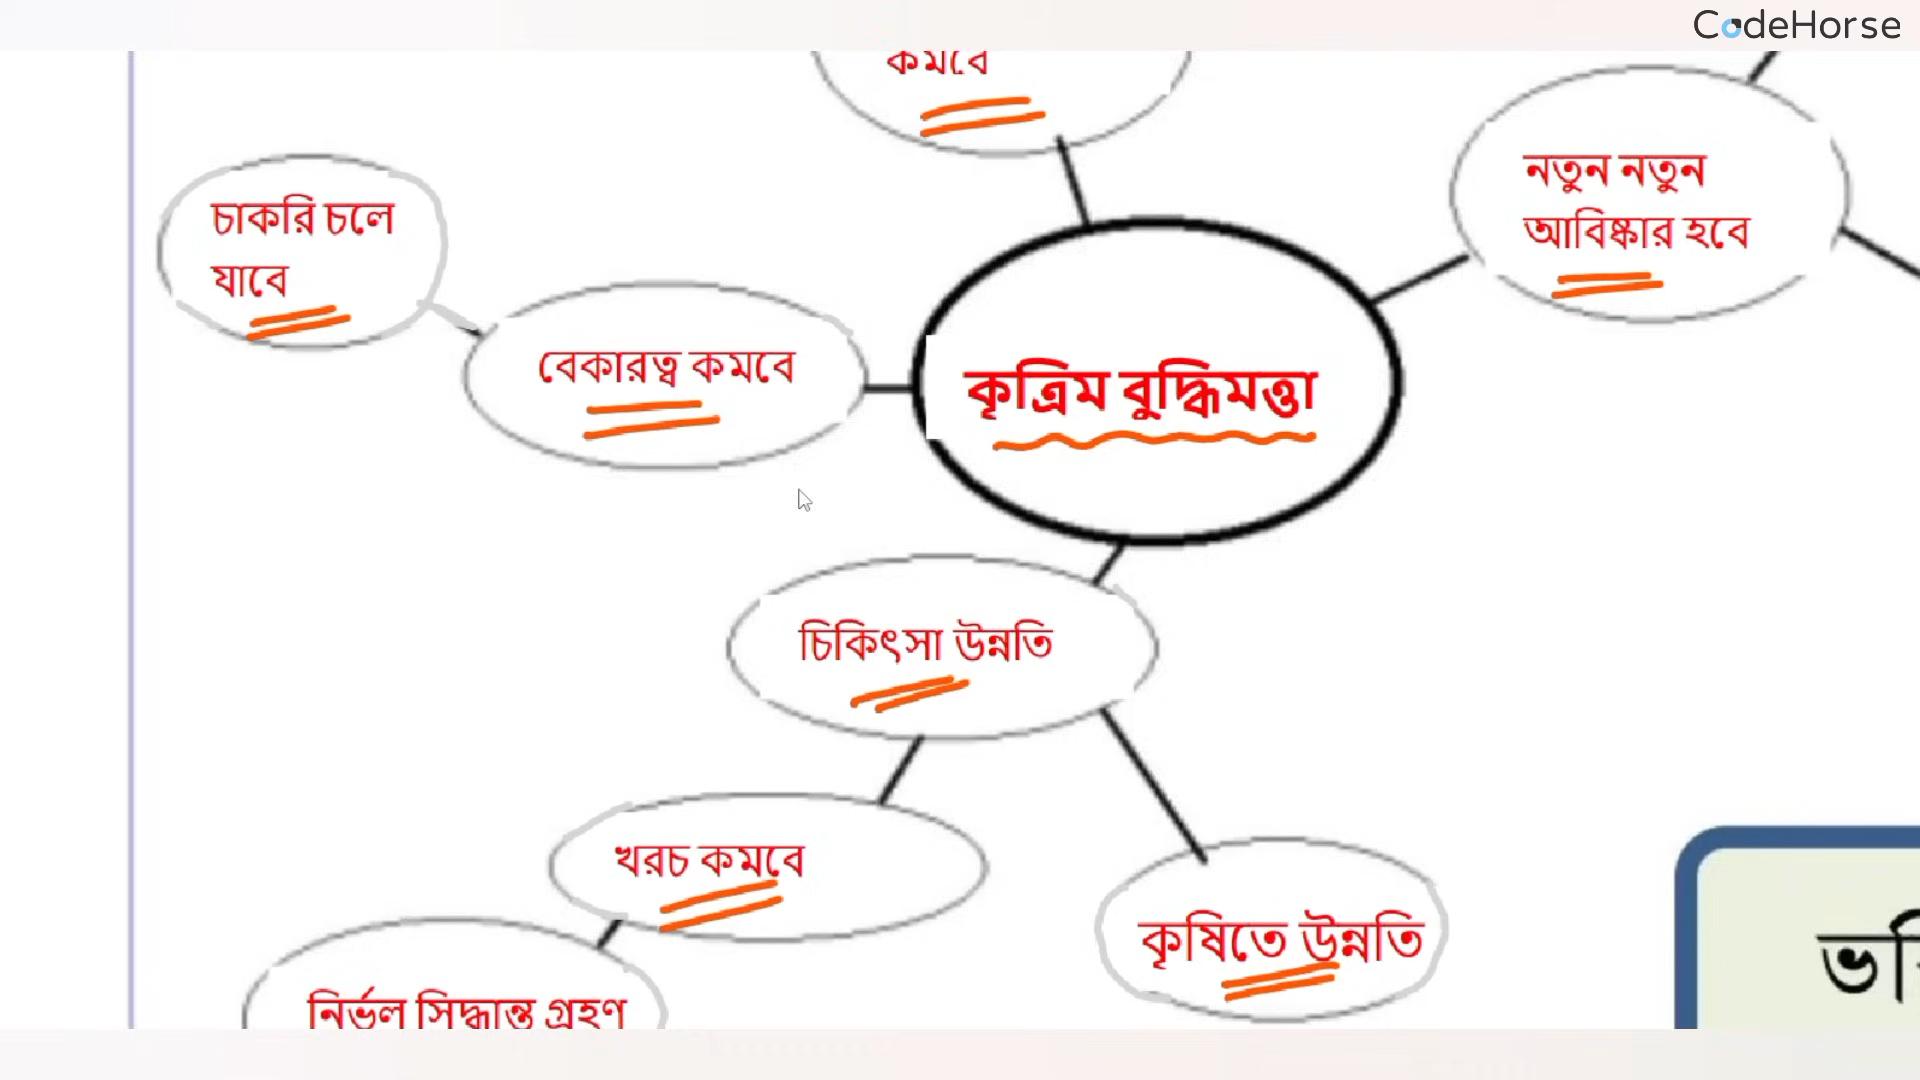 CodeHorse
কমবে
নতুন নতুন
আবিষ্কার হবে
চাকরি চলে
যাবে
বেকারত্ব কমবে
কৃত্রিম বুদ্ধিমত্তা
চিকিৎসা উন্নতি
খরচ কমবে
কৃষিতে উন্নতি
নির্ভুল সিদ্ধান্ত গ্রহণ